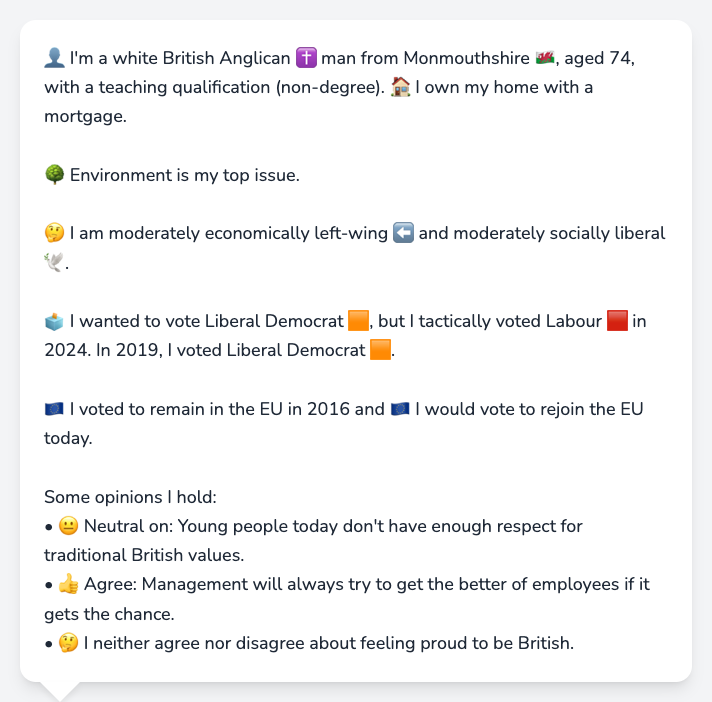 👤 I'm a white British Anglican ✝️ man from Monmouthshire 🏴󠁧󠁢󠁷󠁬󠁳󠁿, aged 74,
with a teaching qualification (non-degree). 🏠 I own my home with a
mortgage.
🌳 Environment is my top issue.
🤔 I am moderately economically left-wing ⬅️ and moderately socially liberal
🕊️.
🗳️ I wanted to vote Liberal Democrat 🟧, but I tactically voted Labour 🟥 in
2024. In 2019, I voted Liberal Democrat 🟧.
🇪🇺 I voted to remain in the EU in 2016 and 🇪🇺 I would vote to rejoin the EU
today.
Some opinions I hold:
• 😐 Neutral on: Young people today don't have enough respect for
traditional British values.
• 👍 Agree: Management will always try to get the better of employees if it
gets the chance.
• 🤔 I neither agree nor disagree about feeling proud to be British.